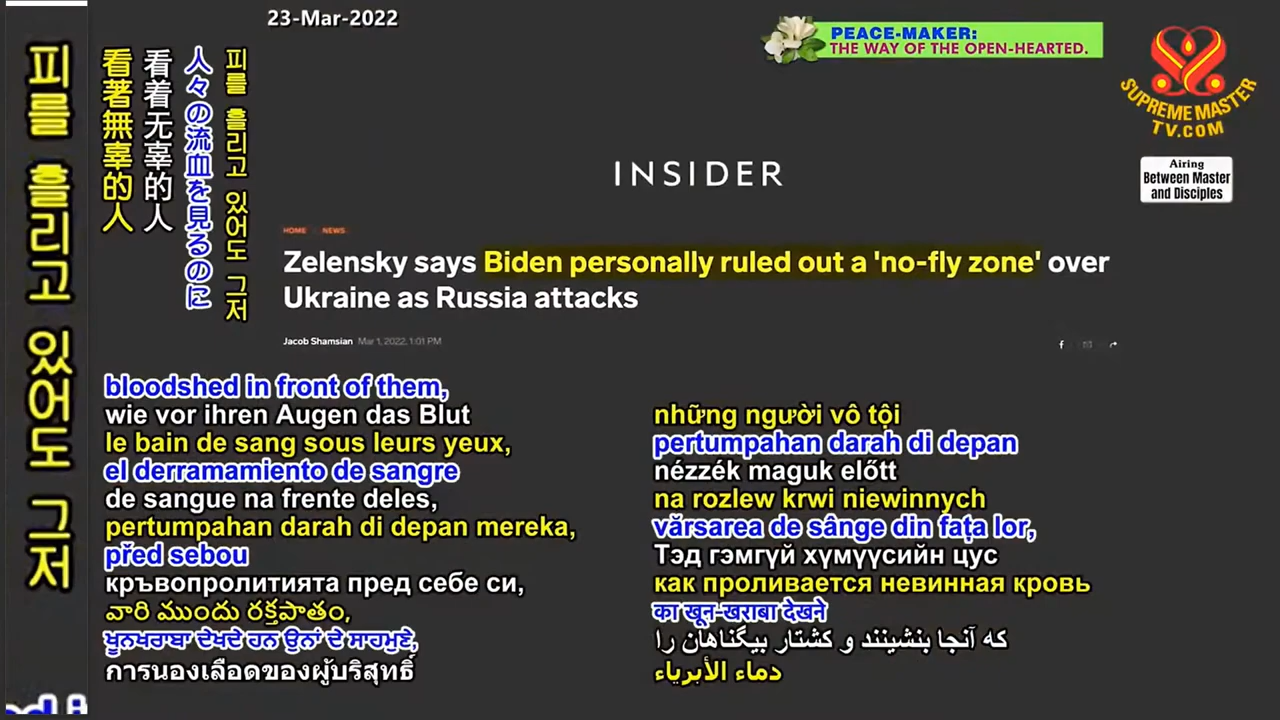 23-Mar-2022
PEACE-MAKER:
THE WAY OF THE OPEN-HEARTED.
SUPREME MASTER
TV.COM
Airing
Between Master
and Disciples
피를 흘리고 있어도 그저
看著無辜的人
看着无辜的人
人々の流血を見るのに
피를 흘리고 있어도 그저
INSIDER
HOME NEWS
Zelensky says Biden personally ruled out a 'no-fly zone' over
Ukraine as Russia attacks
Jacob Shamsian Mar 1, 2022, 1:01 PM
bloodshed in front of them,
wie vor ihren Augen das Blut
le bain de sang sous leurs yeux,
el derramamiento de sangre
de sangue na frente deles,
pertumpahan darah di depan mereka,
před sebou
кръвопролитията пред себе си,
వారి ముందు రక్తపాతం,
ਖੂਨਖਰਾਬਾ ਦੇਖਦੇ ਹਨ ਉਨਾਂ ਦੇ ਸਾਹਮਣੇ,
การนองเลือดของผู้บริสุทธิ์
những người vô tội
pertumpahan darah di depan
nézzék maguk előtt
na rozlew krwi niewinnych
vărsarea de sânge din fața lor,
Тэд гэмгүй хүмүүсийн цус
как проливается невинная кровь
का खून-खराबा देखने
که آنجا بنشینند و کشتار بیگناهان را
دماء الأبرياء